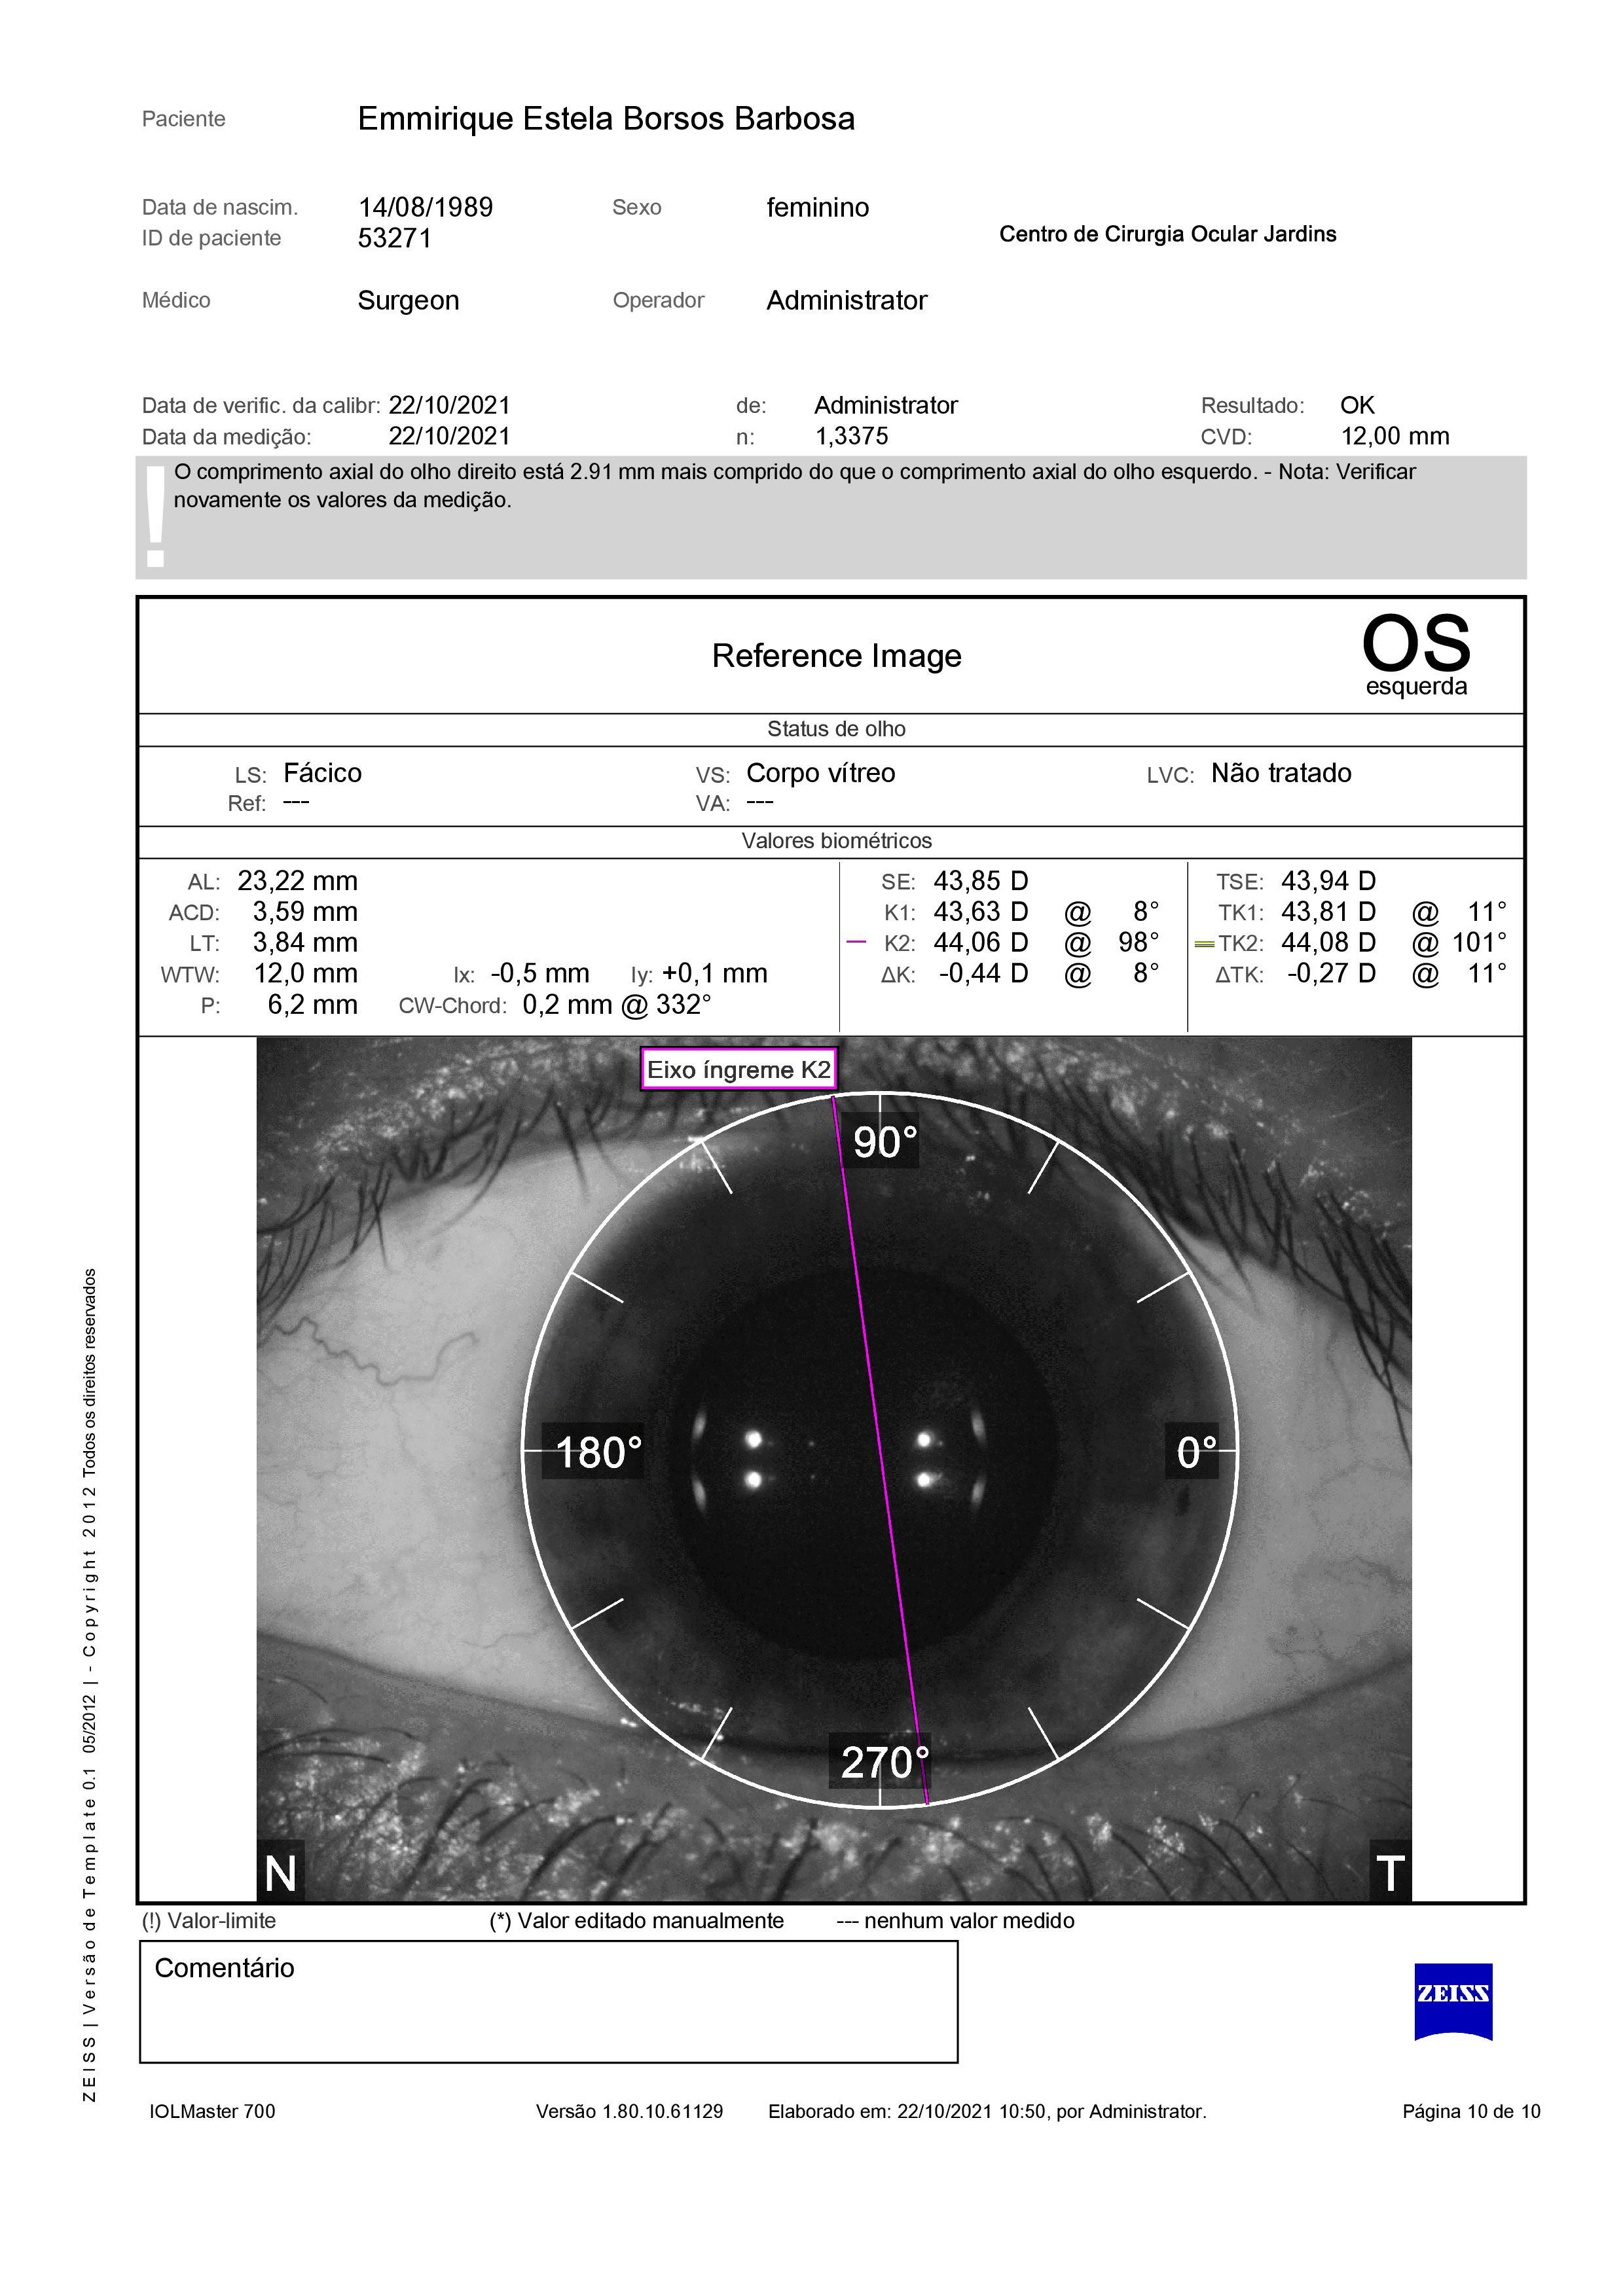 Paciente Emmirique Estela Borsos Barbosa
Data de nascim. 14/08/1989 Sexo feminino
ID de paciente 53271 Centro de Cirurgia Ocular Jardins
Médico Surgeon Operador Administrator
Data de verific. da calibr: 22/10/2021 de: Administrator Resultado: OK
Data da medição: 22/10/2021 n: 1,3375 CVD: 12,00 mm
! O comprimento axial do olho direito está 2.91 mm mais comprido do que o comprimento axial do olho esquerdo. - Nota: Verificar
novamente os valores da medição.
Reference Image OS
esquerda
Status de olho
LS: Fácico VS: Corpo vítreo LVC: Não tratado
Ref: --- VA: ---
Valores biométricos
AL: 23,22 mm SE: 43,85 D TSE: 43,94 D
ACD: 3,59 mm K1: 43,63 D @ 8° TK1: 43,81 D @ 11°
LT: 3,84 mm K2: 44,06 D @ 98° TK2: 44,08 D @ 101°
WTW: 12,0 mm Ix: -0,5 mm Iy: +0,1 mm ΔK: -0,44 D @ 8° ΔTK: -0,27 D @ 11°
P: 6,2 mm CW-Chord: 0,2 mm @ 332°
Eixo íngreme K2
90°
180° 0°
270°
N T
(!) Valor-limite (*) Valor editado manualmente --- nenhum valor medido
Comentário
ZEISS
IOLMaster 700 Versão 1.80.10.61129 Elaborado em: 22/10/2021 10:50, por Administrator. Página 10 de 10
ZEISS | Versão de Template 0.1 05/2012 | - Copyright 2012 Todos os direitos reservados